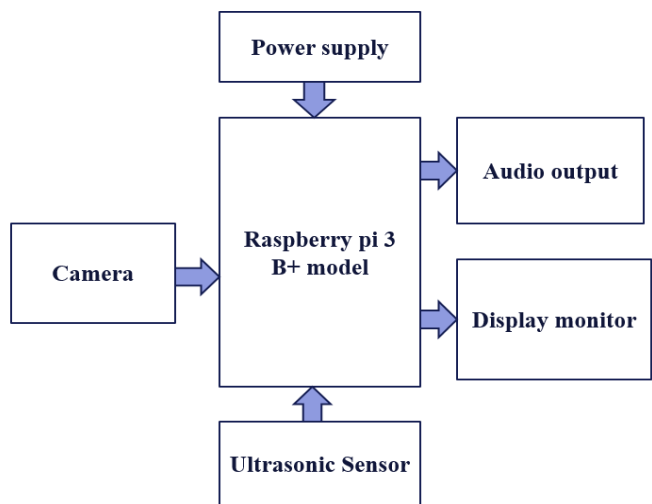 Power supply
Audio output
Raspberry pi 3
B+ model
Camera
Display monitor
Ultrasonic Sensor